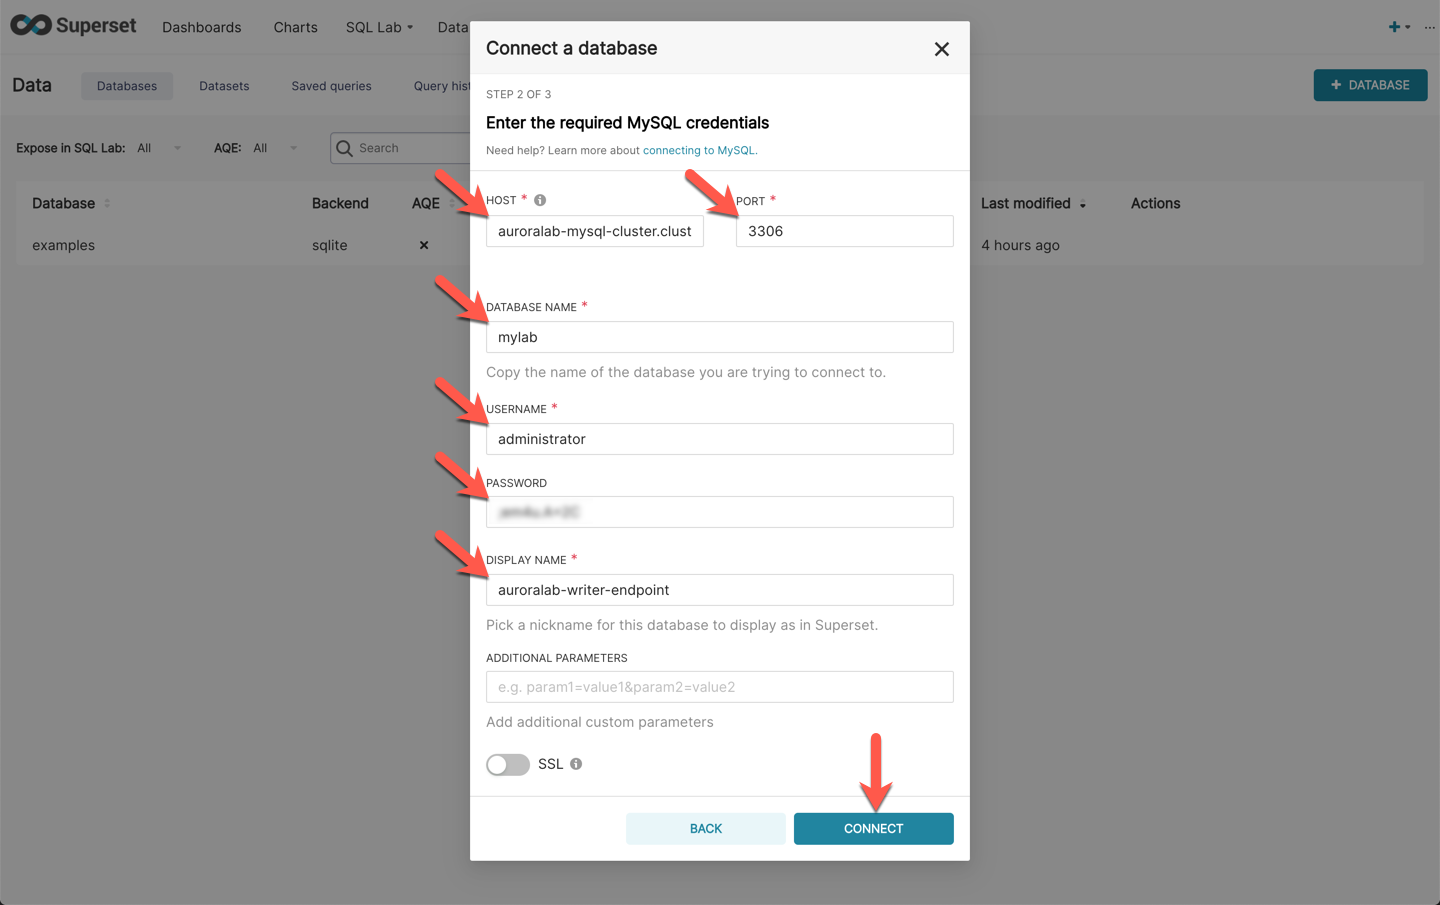 Superset
Dashboards
Charts
SQL Lab
Data
Data
Databases
Datasets
Saved queries
Query his
+ DATABASE
Expose in SQL Lab: All
AQE: All
Search
Database
Backend
AQE
Last modified
Actions
examples
sqlite
4 hours ago
Connect a database
STEP 2 OF 3
Enter the required MySQL credentials
Need help? Learn more about connecting to MySQL.
HOST *
PORT *
auroralab-mysql-cluster.clust
3306
DATABASE NAME *
mylab
Copy the name of the database you are trying to connect to.
USERNAME *
administrator
PASSWORD
DISPLAY NAME *
auroralab-writer-endpoint
Pick a nickname for this database to display as in Superset.
ADDITIONAL PARAMETERS
e.g. param1=value1&param2=value2
Add additional custom parameters
SSL
BACK
CONNECT